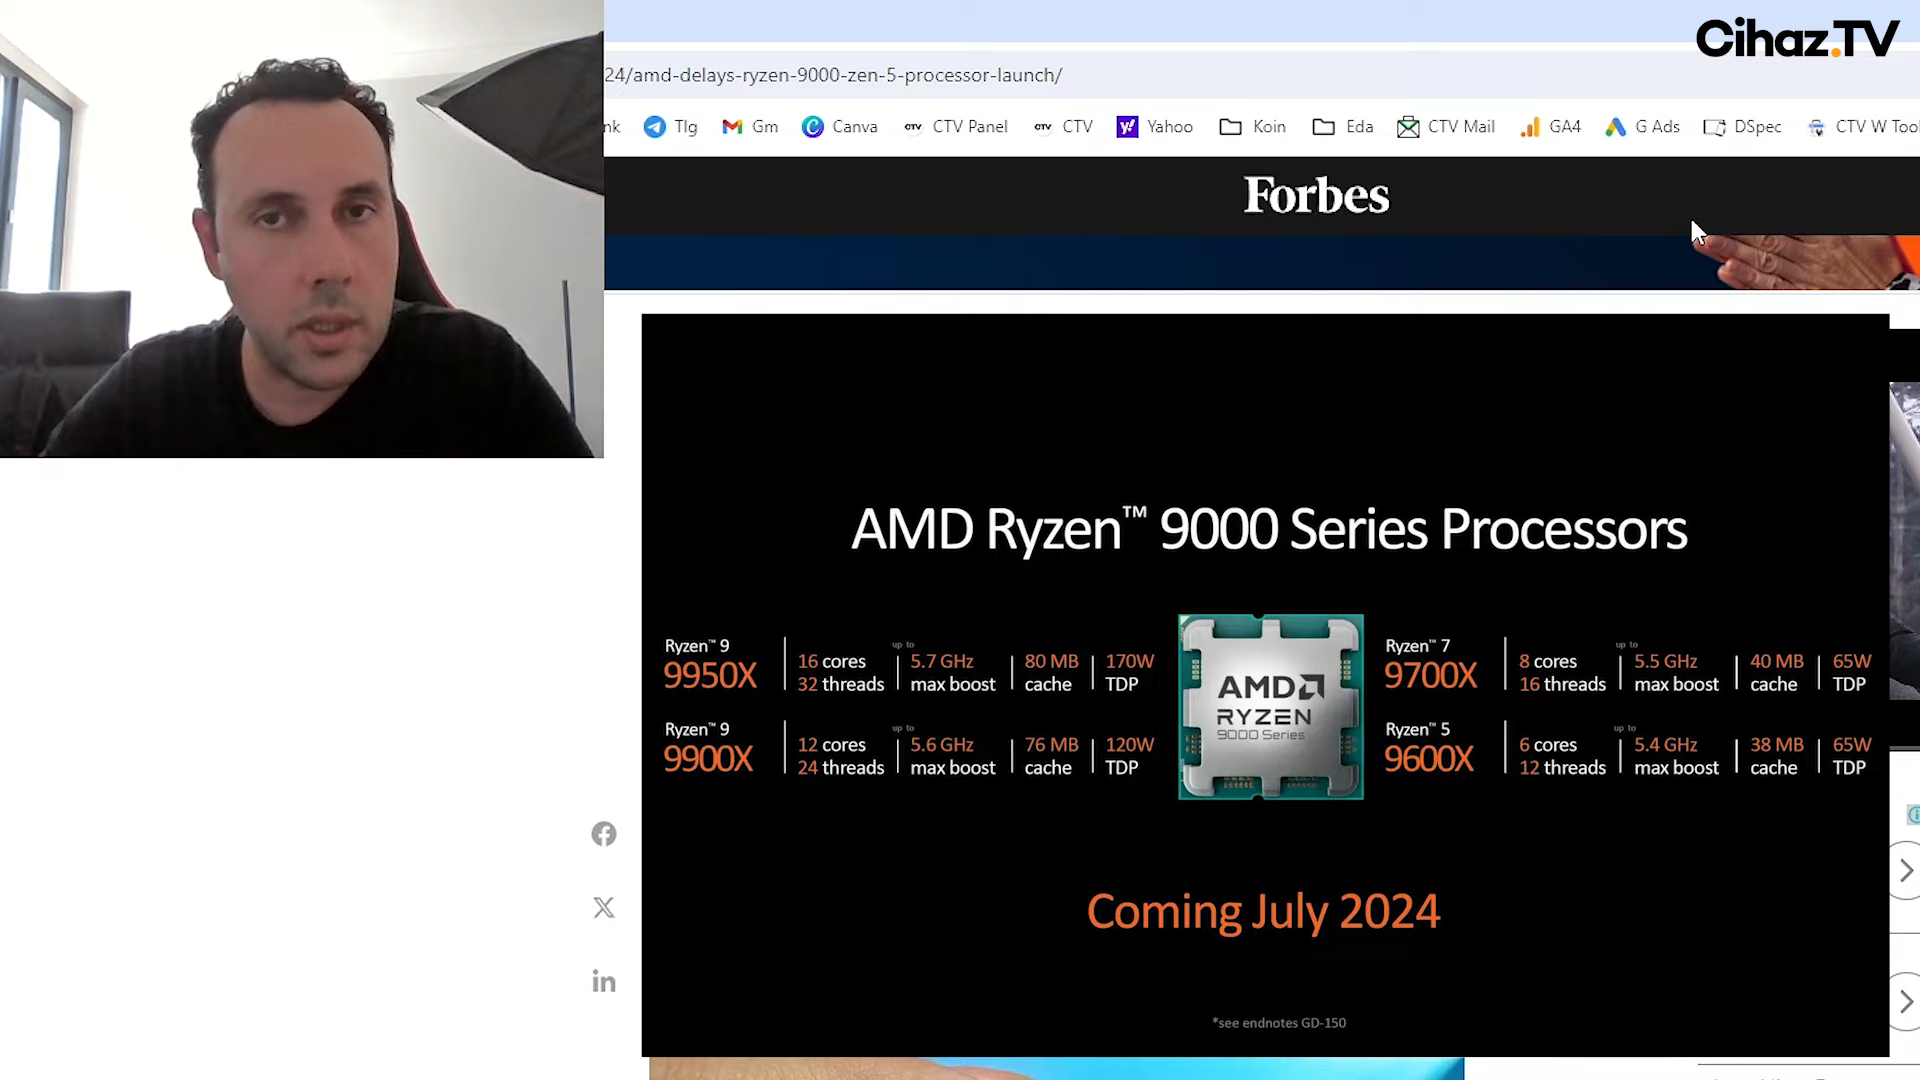 Cihaz.TV
24/amd-delays-ryzen-9000-zen-5-processor-launch/
nk Tlg Gm Canva CTV CTV Panel CTV CTV Yahoo Koin Eda CTV Mail GA4 G Ads DSpec CTV W Tool
Forbes
AMD Ryzen™ 9000 Series Processors
Ryzen™ 9
9950X
16 cores
32 threads
up to
5.7 GHz
max boost
80 MB
cache
170W
TDP
Ryzen™ 9
9900X
12 cores
24 threads
up to
5.6 GHz
max boost
76 MB
cache
120W
TDP
AMD
RYZEN
9000 Series
Ryzen™ 7
9700X
8 cores
16 threads
up to
5.5 GHz
max boost
40 MB
cache
65W
TDP
Ryzen™ 5
9600X
6 cores
12 threads
up to
5.4 GHz
max boost
38 MB
cache
65W
TDP
Coming July 2024
*see endnotes GD-150